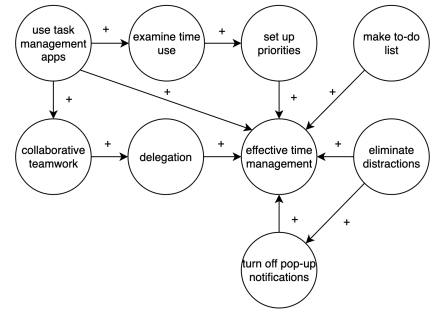 use task
management
apps
+
examine time
use
+
set up
priorities
make to-do
list
+
+
+
+
collaborative
teamwork
+
delegation
+
effective time
management
+
eliminate
distractions
+
+
turn off pop-up
notifications